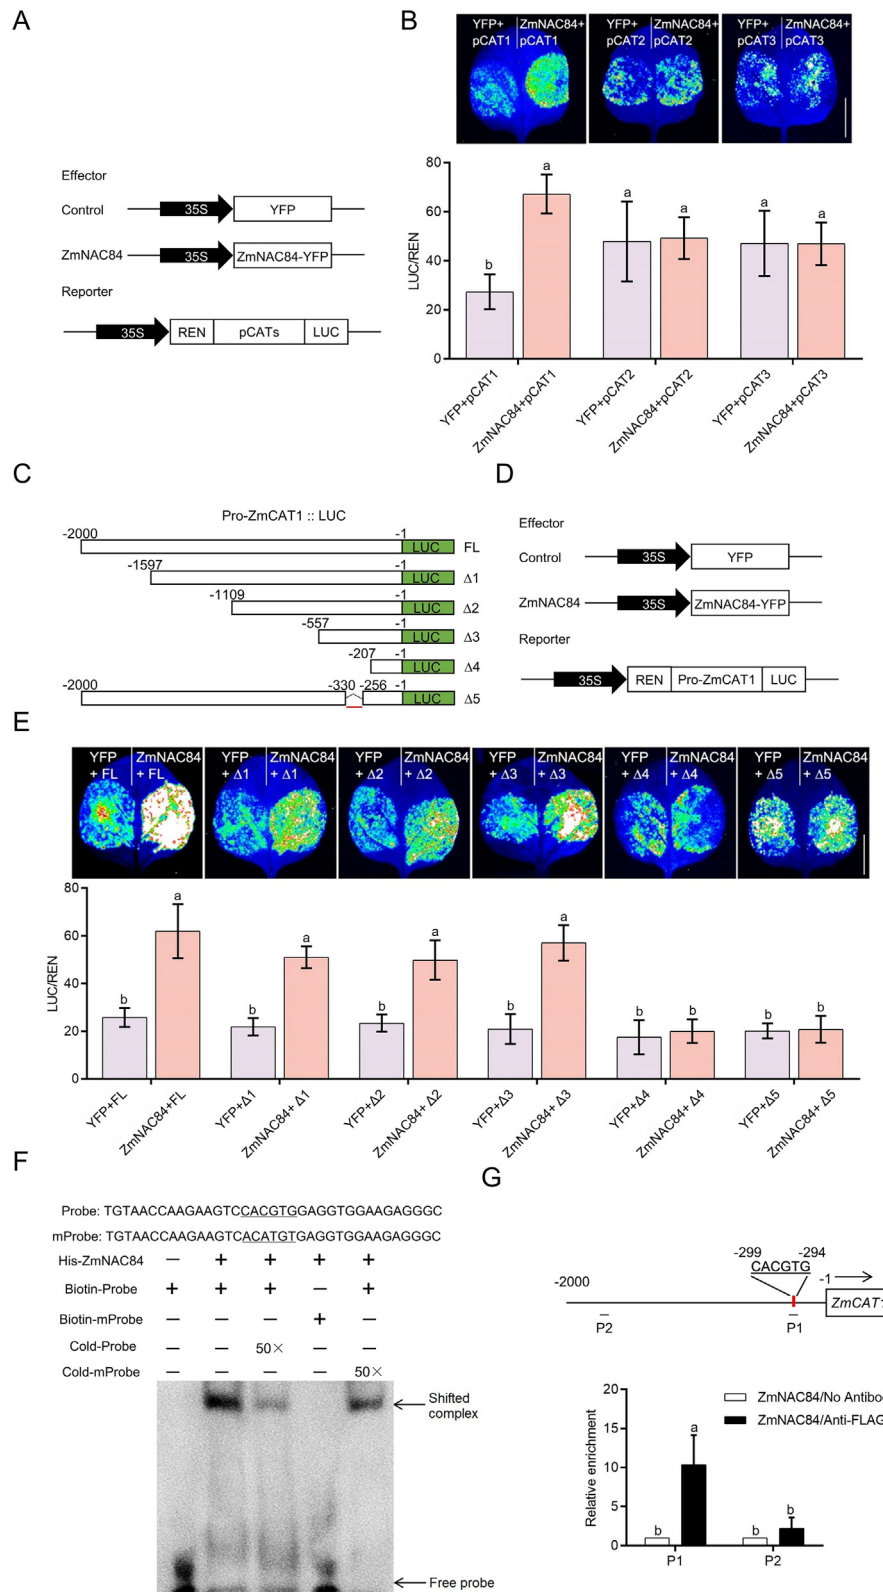 A
Effector
Control
35S
YFP
ZmNAC84
35S
ZmNAC84-YFP
Reporter
35S
REN
pCATs
LUC
B
YFP+ ZmNAC84+ YFP+ ZmNAC84+ YFP+ ZmNAC84+
pCAT1 pCAT1 pCAT2 pCAT2 pCAT3 pCAT3
LUC/REN
80
60
40
20
0
b
a
a
a
a
a
YFP+pCAT1
ZmNAC84+pCAT1
YFP+pCAT2
ZmNAC84+pCAT2
YFP+pCAT3
ZmNAC84+pCAT3
C
Pro-ZmCAT1 :: LUC
-2000 -1
LUC FL
-1597 -1
LUC Δ1
-1109 -1
LUC Δ2
-557 -1
LUC Δ3
-207 -1
LUC Δ4
-2000 -330 -256 -1
LUC Δ5
D
Effector
Control
35S
YFP
ZmNAC84
35S
ZmNAC84-YFP
Reporter
35S
REN
Pro-ZmCAT1
LUC
E
YFP ZmNAC84 YFP ZmNAC84 YFP ZmNAC84 YFP ZmNAC84 YFP ZmNAC84 YFP ZmNAC84
+ FL + FL + Δ1 + Δ1 + Δ2 + Δ2 + Δ3 + Δ3 + Δ4 + Δ4 + Δ5 + Δ5
LUC/REN
80
60
40
20
0
b
a
b
a
b
a
b
a
b
b
b
b
YFP+FL
ZmNAC84+FL
YFP+Δ1
ZmNAC84+ Δ1
YFP+Δ2
ZmNAC84+ Δ2
YFP+Δ3
ZmNAC84+ Δ3
YFP+Δ4
ZmNAC84+ Δ4
YFP+Δ5
ZmNAC84+ Δ5
F
Probe: TGTAACCAAGAAGTCCACGTGGAGGTGGAAGAGGGC
mProbe: TGTAACCAAGAAGTCACATGTGAGGTGGAAGAGGGC
His-ZmNAC84 — + + + +
Biotin-Probe + + + — +
Biotin-mProbe — — — + —
Cold-Probe — — 50× — —
Cold-mProbe — — — — 50×
Shifted
complex
Free probe
G
-299 -294
CACGTG
-2000 -1
ZmCAT1
P2 P1
Relative enrichment
20
15
10
5
0
ZmNAC84/No Antibo
ZmNAC84/Anti-FLAG
b
a
b
b
P1
P2